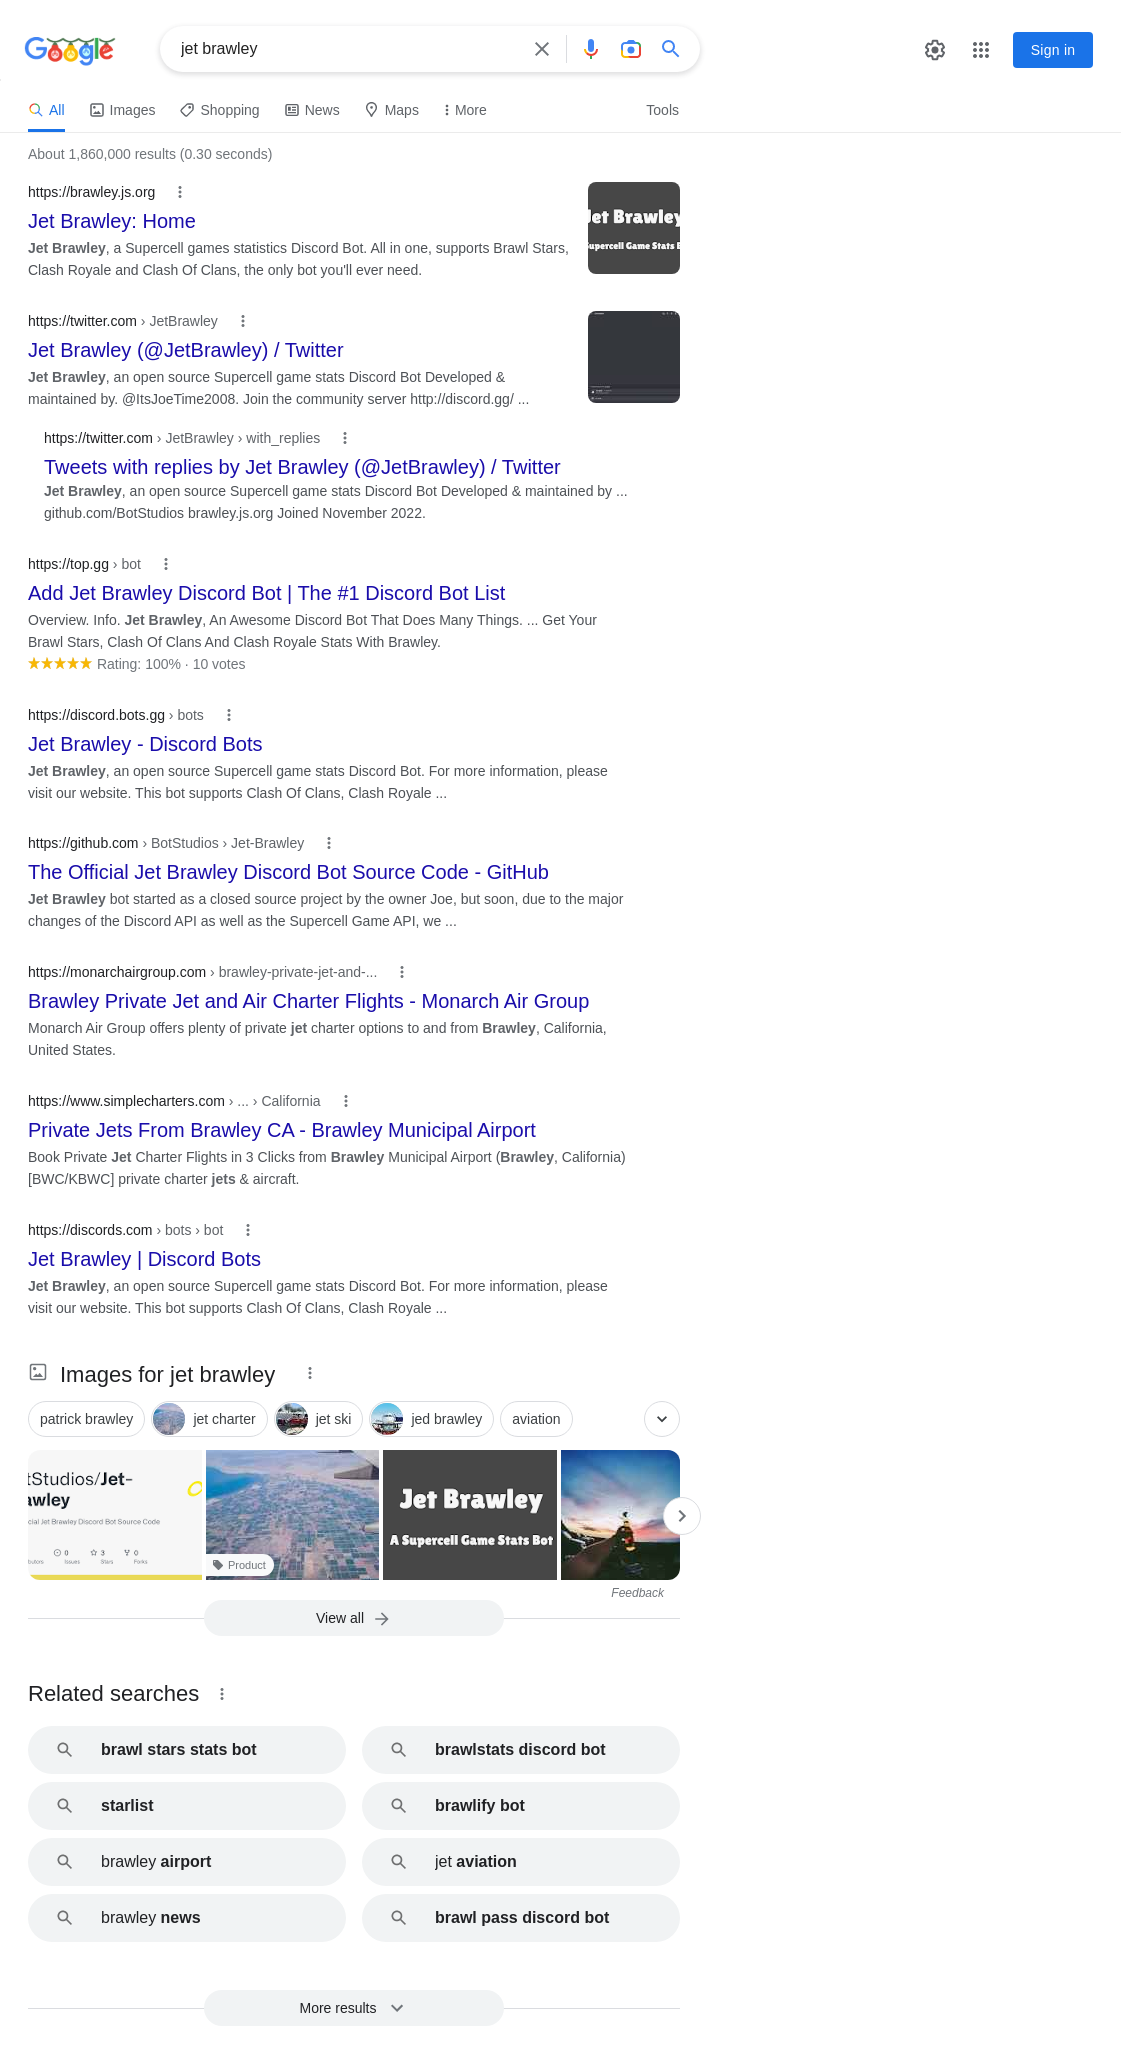 Google
jet brawley
Sign in
All
Images
Shopping
News
Maps
More
Tools
About 1,860,000 results (0.30 seconds)
https://brawley.js.org
Jet Brawley: Home
Jet Brawley, a Supercell games statistics Discord Bot. All in one, supports Brawl Stars,
Clash Royale and Clash Of Clans, the only bot you'll ever need.
Jet Brawley
Supercell Game Stats B
https://twitter.com › JetBrawley
Jet Brawley (@JetBrawley) / Twitter
Jet Brawley, an open source Supercell game stats Discord Bot Developed &
maintained by. @ItsJoeTime2008. Join the community server http://discord.gg/ ...
https://twitter.com › JetBrawley › with_replies
Tweets with replies by Jet Brawley (@JetBrawley) / Twitter
Jet Brawley, an open source Supercell game stats Discord Bot Developed & maintained by ...
github.com/BotStudios brawley.js.org Joined November 2022.
https://top.gg › bot
Add Jet Brawley Discord Bot | The #1 Discord Bot List
Overview. Info. Jet Brawley, An Awesome Discord Bot That Does Many Things. ... Get Your
Brawl Stars, Clash Of Clans And Clash Royale Stats With Brawley.
Rating: 100% · 10 votes
https://discord.bots.gg › bots
Jet Brawley - Discord Bots
Jet Brawley, an open source Supercell game stats Discord Bot. For more information, please
visit our website. This bot supports Clash Of Clans, Clash Royale ...
https://github.com › BotStudios › Jet-Brawley
The Official Jet Brawley Discord Bot Source Code - GitHub
Jet Brawley bot started as a closed source project by the owner Joe, but soon, due to the major
changes of the Discord API as well as the Supercell Game API, we ...
https://monarchairgroup.com › brawley-private-jet-and-...
Brawley Private Jet and Air Charter Flights - Monarch Air Group
Monarch Air Group offers plenty of private jet charter options to and from Brawley, California,
United States.
https://www.simplecharters.com › ... › California
Private Jets From Brawley CA - Brawley Municipal Airport
Book Private Jet Charter Flights in 3 Clicks from Brawley Municipal Airport (Brawley, California)
[BWC/KBWC] private charter jets & aircraft.
https://discords.com › bots › bot
Jet Brawley | Discord Bots
Jet Brawley, an open source Supercell game stats Discord Bot. For more information, please
visit our website. This bot supports Clash Of Clans, Clash Royale ...
Images for jet brawley
patrick brawley
jet charter
jet ski
jed brawley
aviation
tStudios/Jet-
awley
cial Jet Brawley Discord Bot Source Code
0
3
0
butors
Issues
Stars
Forks
Product
Jet Brawley
A Supercell Game Stats Bot
Feedback
View all
Related searches
brawl stars stats bot
brawlstats discord bot
starlist
brawlify bot
brawley airport
jet aviation
brawley news
brawl pass discord bot
More results